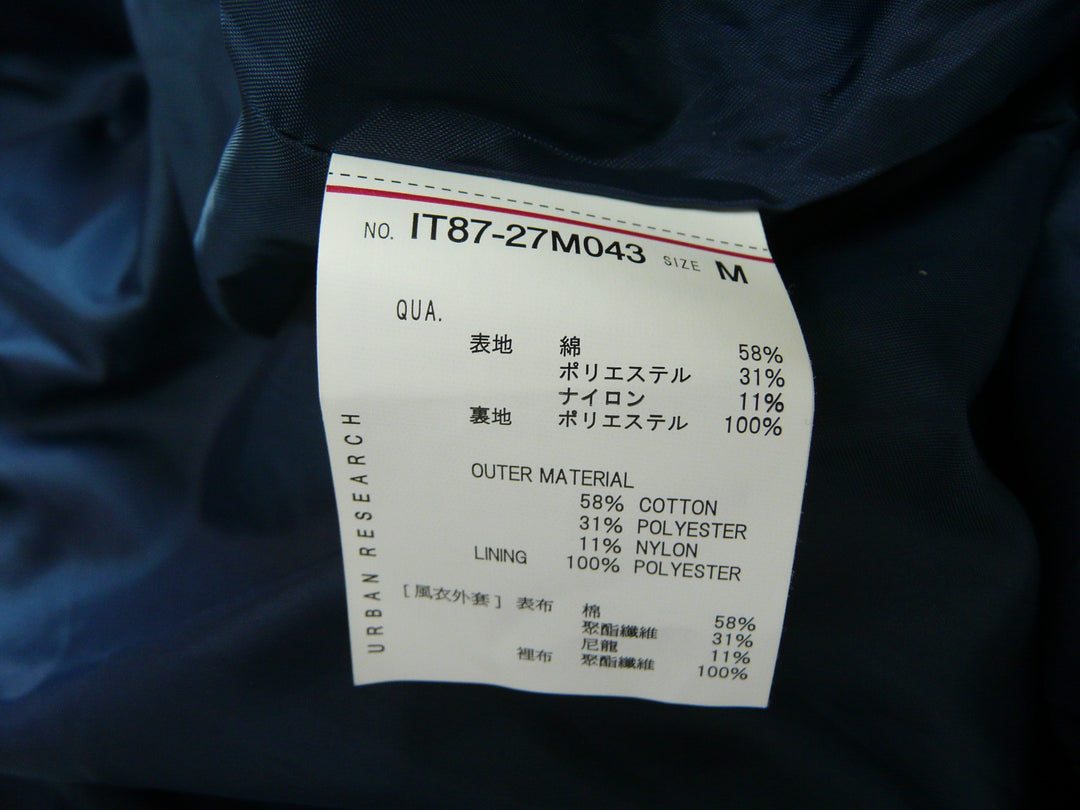 NO. IT87-27M043 SIZE M
QUA.
表地 綿 58%
ポリエステル 31%
ナイロン 11%
裏地 ポリエステル 100%
OUTER MATERIAL
58% COTTON
31% POLYESTER
11% NYLON
LINING 100% POLYESTER
[風衣外套] 表布 棉 58%
聚酯纖維 31%
尼龍 11%
裡布 聚酯纖維 100%
URBAN RESEARCH